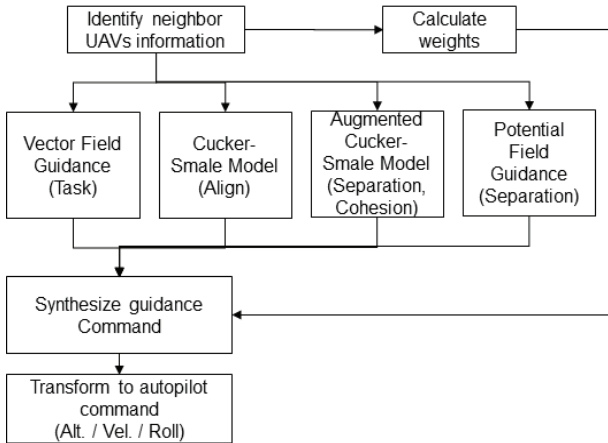 Identify neighbor
UAVs information
Calculate
weights
Vector Field
Guidance
(Task)
Cucker-
Smale Model
(Align)
Augmented
Cucker-
Smale Model
(Separation,
Cohesion)
Potential
Field
Guidance
(Separation)
Synthesize guidance
Command
Transform to autopilot
command
(Alt. / Vel. / Roll)